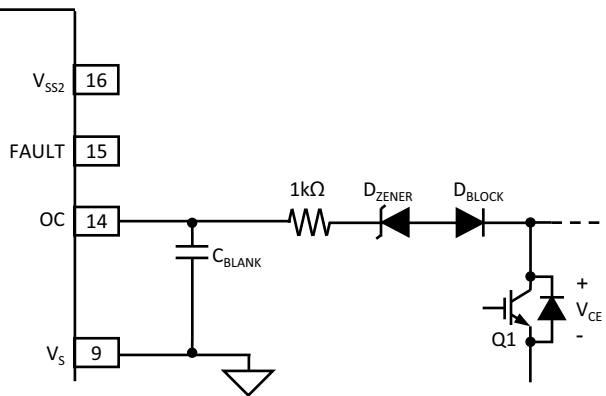 V_SS2 16
FAULT 15
OC 14
1kΩ D_ZENER D_BLOCK
C_BLANK
+
V_CE
-
Q1
V_S 9